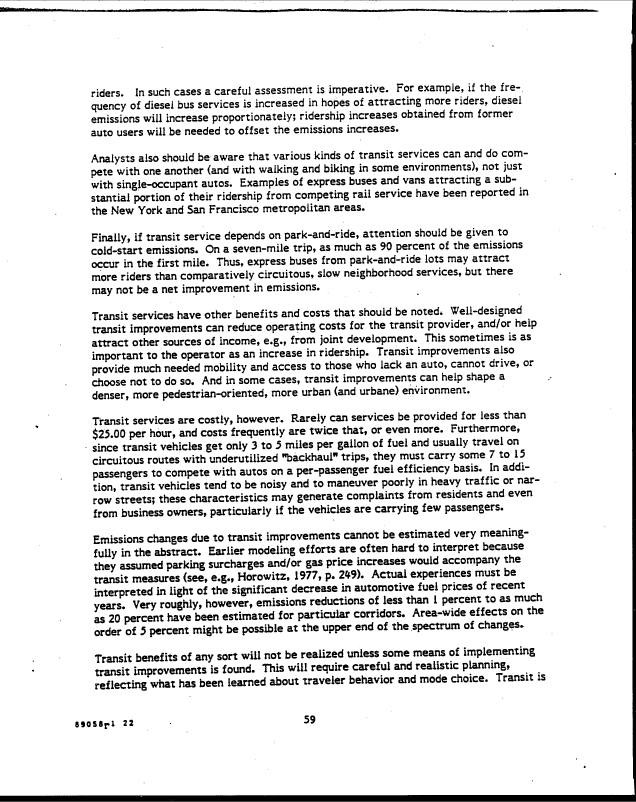 riders. In such cases a careful assessment is imperative. For example, if the fre-
quency of diesel bus services is increased in hopes of attracting more riders, diesel
emissions will increase proportionately; ridership increases obtained from former
auto users will be needed to offset the emissions increases.
Analysts also should be aware that various kinds of transit services can and do com-
pete with one another (and with walking and biking in some environments), not just
with single-occupant autos. Examples of express buses and vans attracting a sub-
stantial portion of their ridership from competing rail service have been reported in
the New York and San Francisco metropolitan areas.
Finally, if transit service depends on park-and-ride, attention should be given to
cold-start emissions. On a seven-mile trip, as much as 90 percent of the emissions
occur in the first mile. Thus, express buses from park-and-ride lots may attract
more riders than comparatively circuitous, slow neighborhood services, but there
may not be a net improvement in emissions.
Transit services have other benefits and costs that should be noted. Well-designed
transit improvements can reduce operating costs for the transit provider, and/or help
attract other sources of income, e.g., from joint development. This sometimes is as
important to the operator as an increase in ridership. Transit improvements also
provide much needed mobility and access to those who lack an auto, cannot drive, or
choose not to do so. And in some cases, transit improvements can help shape a
denser, more pedestrian-oriented, more urban (and urbane) environment.
Transit services are costly, however. Rarely can services be provided for less than
$25.00 per hour, and costs frequently are twice that, or even more. Furthermore,
since transit vehicles get only 3 to 5 miles per gallon of fuel and usually travel on
circuitous routes with underutilized "backhaul" trips, they must carry some 7 to 15
passengers to compete with autos on a per-passenger fuel efficiency basis. In addi-
tion, transit vehicles tend to be noisy and to maneuver poorly in heavy traffic or nar-
row streets; these characteristics may generate complaints from residents and even
from business owners, particularly if the vehicles are carrying few passengers.
Emissions changes due to transit improvements cannot be estimated very meaning-
fully in the abstract. Earlier modeling efforts are often hard to interpret because
they assumed parking surcharges and/or gas price increases would accompany the
transit measures (see, e.g., Horowitz, 1977, p. 249). Actual experiences must be
interpreted in light of the significant decrease in automotive fuel prices of recent
years. Very roughly, however, emissions reductions of less than 1 percent to as much
as 20 percent have been estimated for particular corridors. Area-wide effects on the
order of 5 percent might be possible at the upper end of the spectrum of changes.
Transit benefits of any sort will not be realized unless some means of implementing
transit improvements is found. This will require careful and realistic planning,
reflecting what has been learned about traveler behavior and mode choice. Transit is
89058r1 22
59